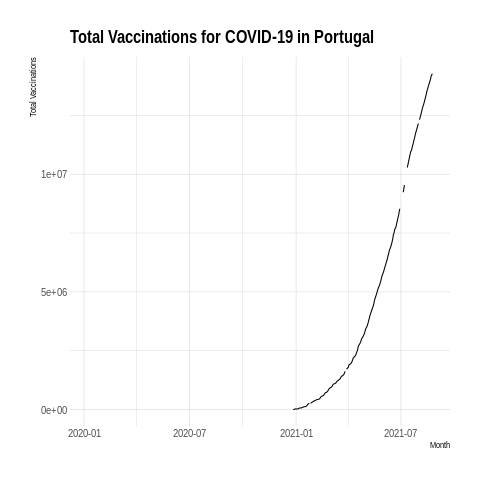 Total Vaccinations for COVID-19 in Portugal
Total Vaccinations
1e+07
5e+06
0e+00
2020-01 2020-07 2021-01 2021-07
Month